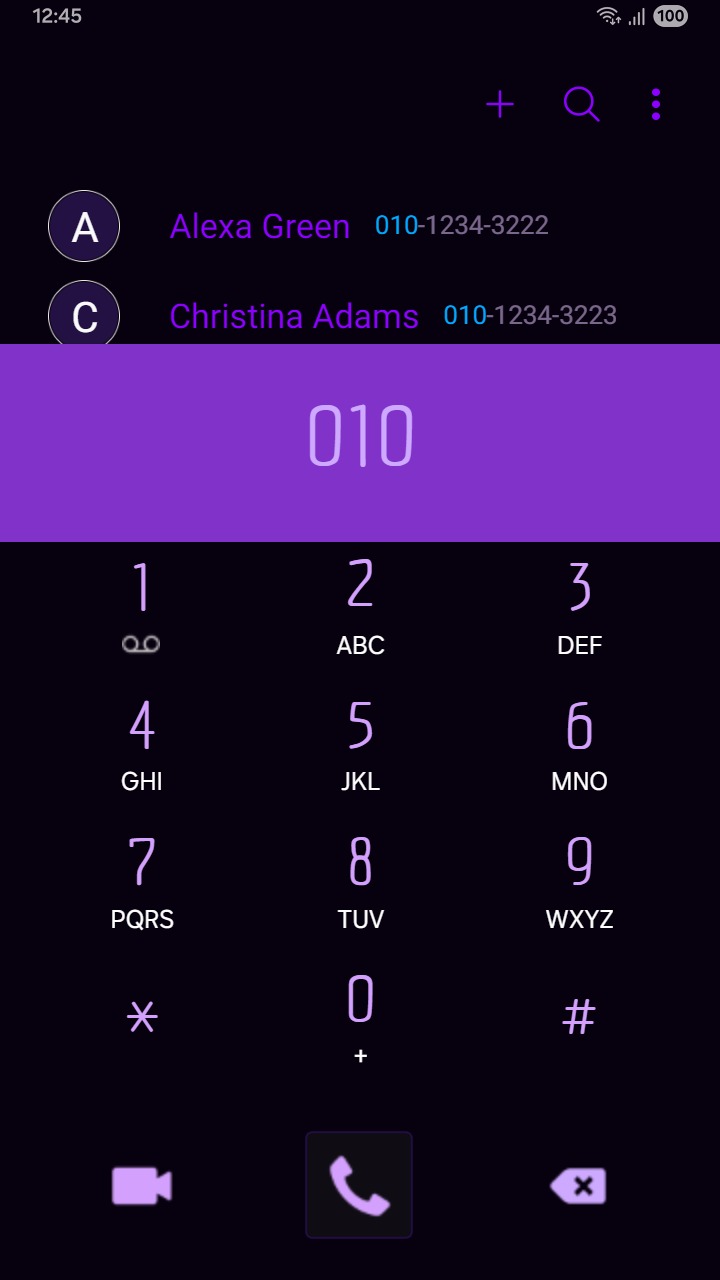 12:45 100
A Alexa Green 010-1234-3222
C Christina Adams 010-1234-3223
010
1 2 3
ABC DEF
4 5 6
GHI JKL MNO
7 8 9
PQRS TUV WXYZ
* 0 #
+